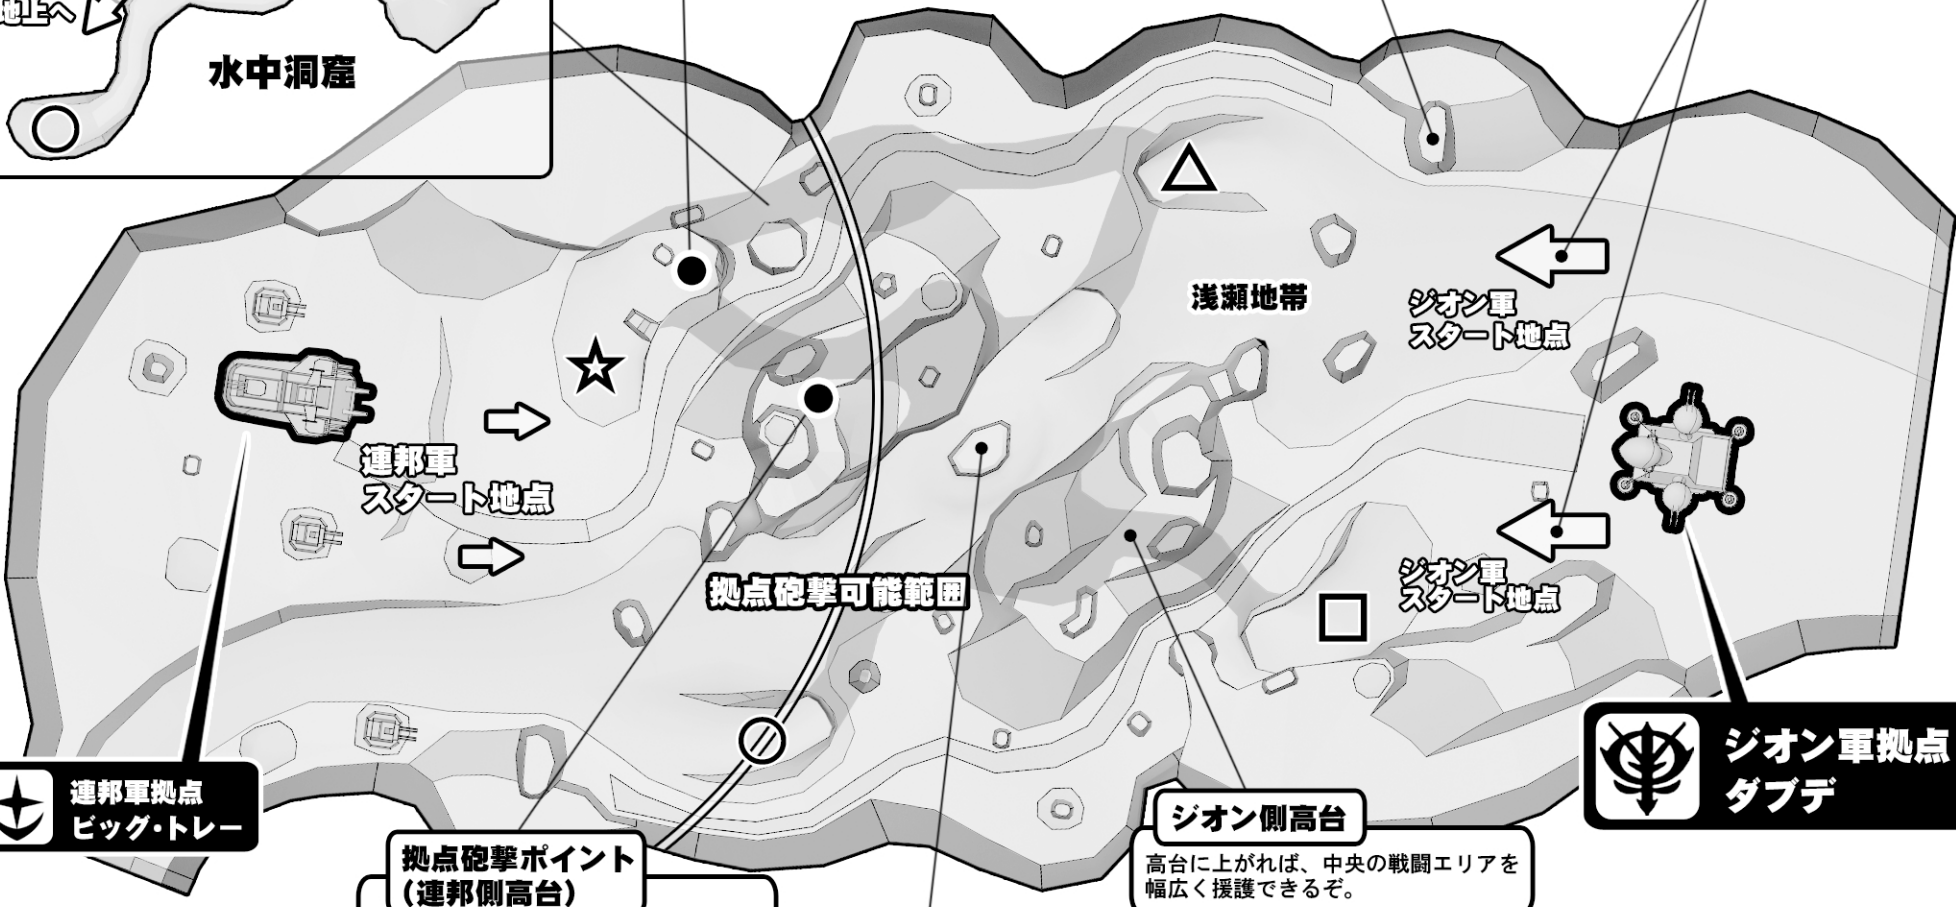 地上へ
水中洞窟
浅瀬地帯
ジオン軍
スタート地点
連邦軍
スタート地点
拠点砲撃可能範囲
ジオン軍
スタート地点
連邦軍拠点
ビッグ・トレー
ジオン軍拠点
ダブデ
拠点砲撃ポイント
(連邦側高台)
ジオン側高台
高台に上がれば、中央の戦闘エリアを
幅広く援護できるぞ。